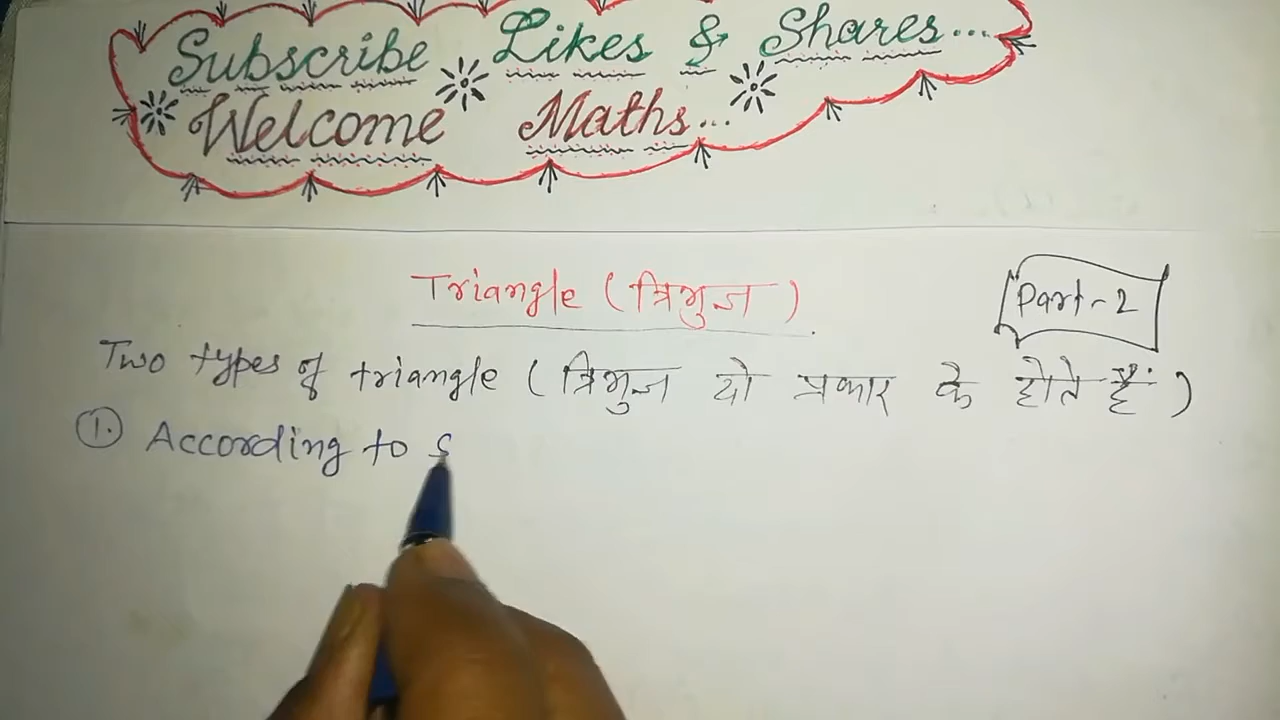 Subscribe Likes & Shares...
Welcome Maths...
Triangle (त्रिभुज)
Part-2
Two types of triangle (त्रिभुज दो प्रकार के होते हैं)
1. According to s